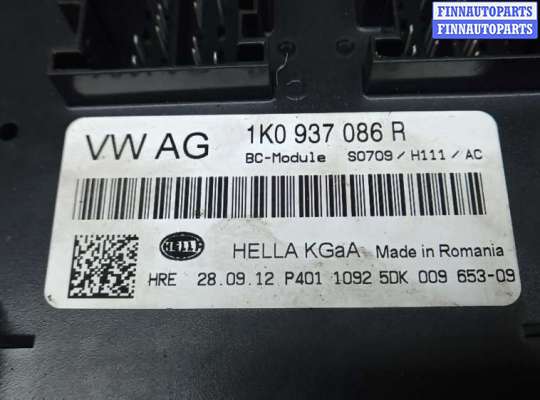 FINNAUTOPARTS
FINNAUTOPARTS
FINNAUTOPARTS
VW AG
1K0 937 086 R
BC-Module S0709 / H111 / AC
HELLA
HELLA KGaA Made in Romania
HRE 28.09.12 P401 1092 5DK 009 653-09